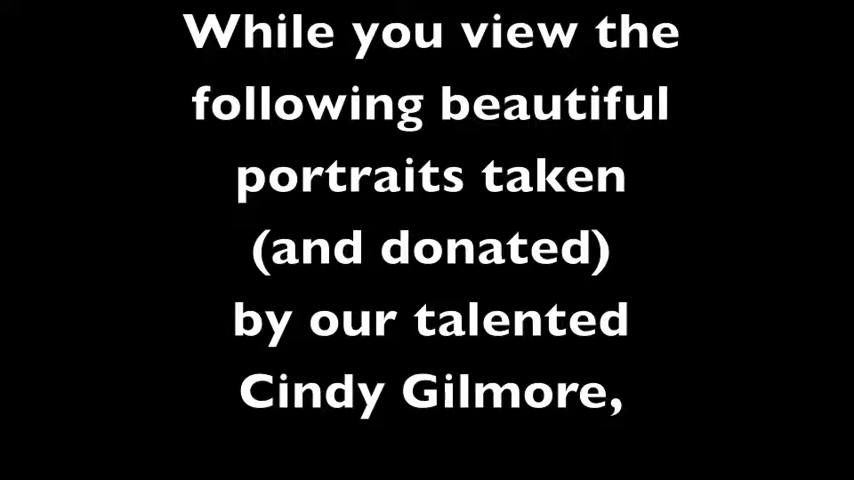 While you view the
following beautiful
portraits taken
(and donated)
by our talented
Cindy Gilmore,